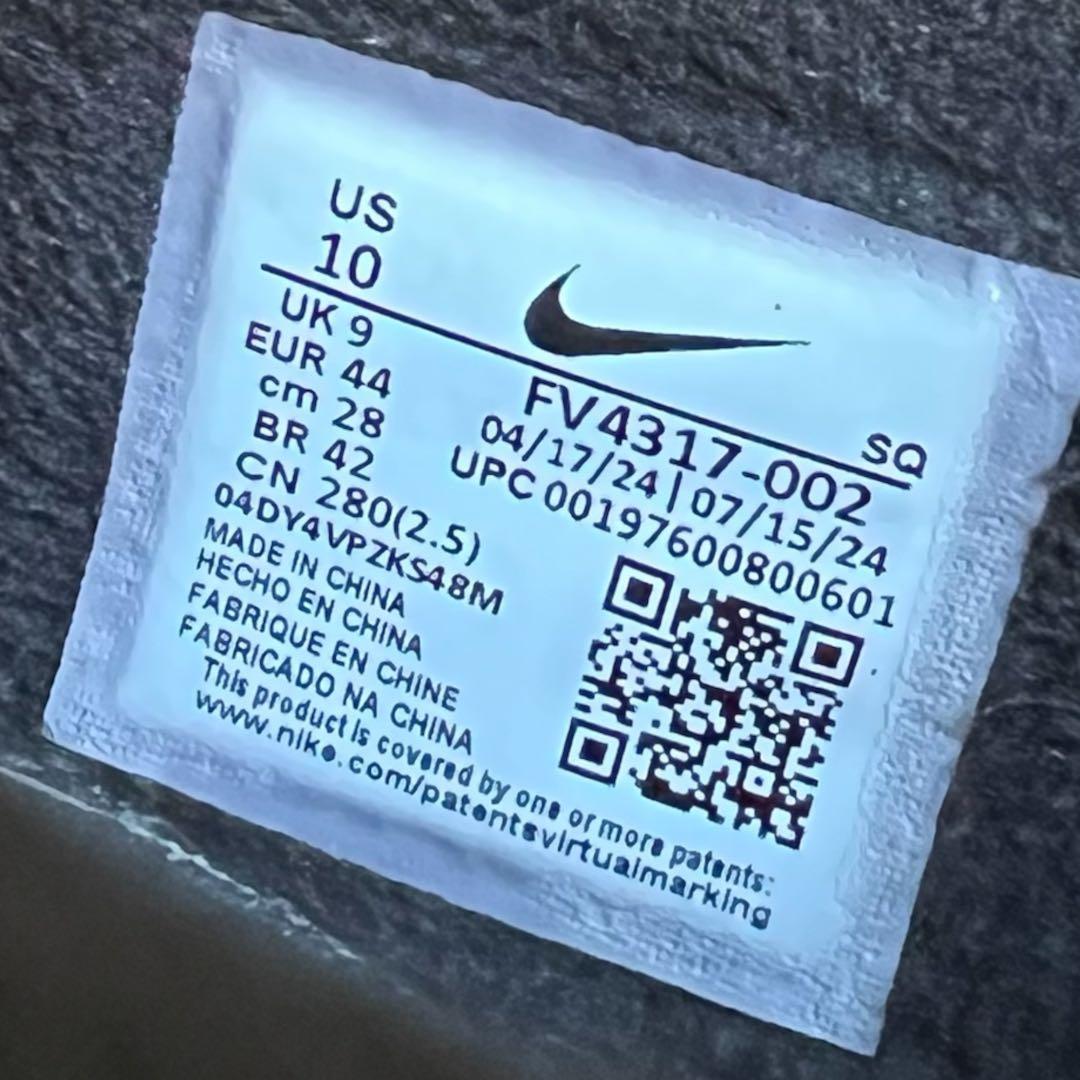 US
10
UK 9
EUR 44
cm 28
BR 42
CN 280(2.5)
04DY4VPZKS48M
MADE IN CHINA
HECHO EN CHINA
FABRIQUE EN CHINE
FABRICADO NA CHINA
This product is covered by one or more patents:
www.nike.com/patentsvirtualmarking
SQ
FV4317-002
04/17/24 | 07/15/24
UPC 00197600800601